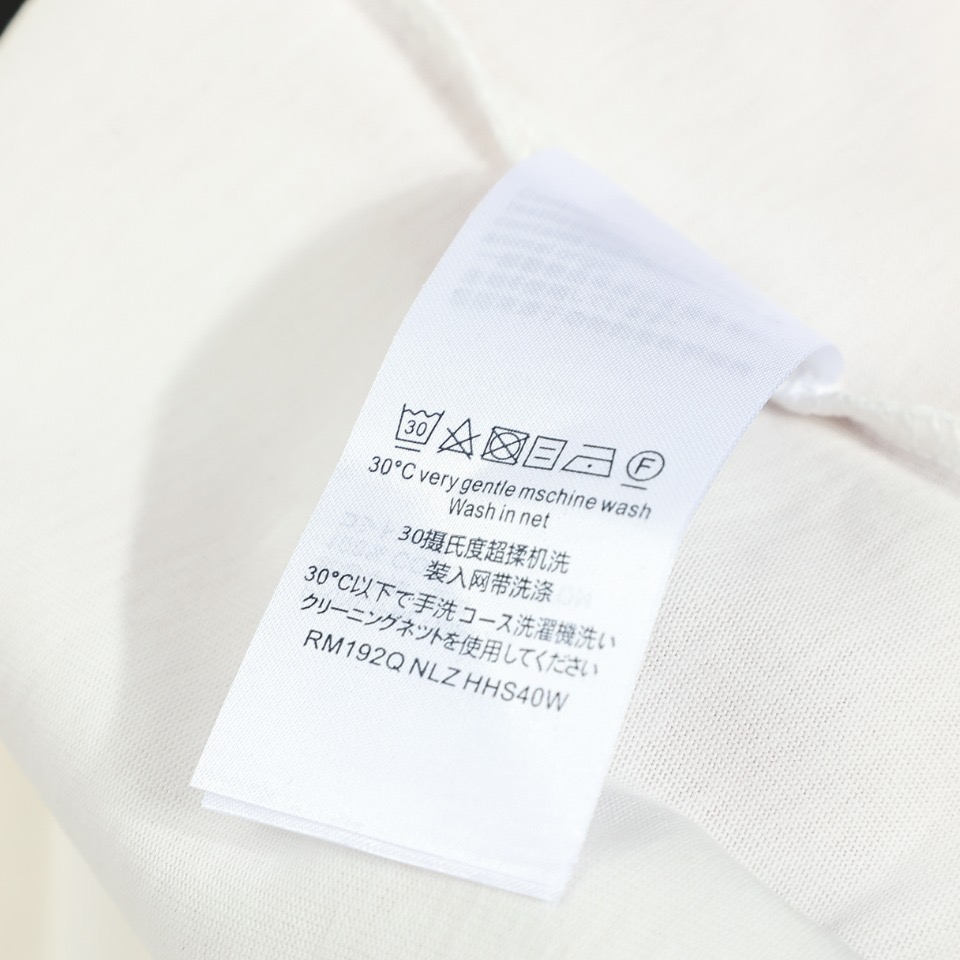 30
F
30°C very gentle mschine wash
Wash in net
30摄氏度超揉机洗
装入网带洗涤
30°C以下で手洗コース洗濯機洗い
クリーニングネットを使用してください
RM192Q NLZ HHS40W